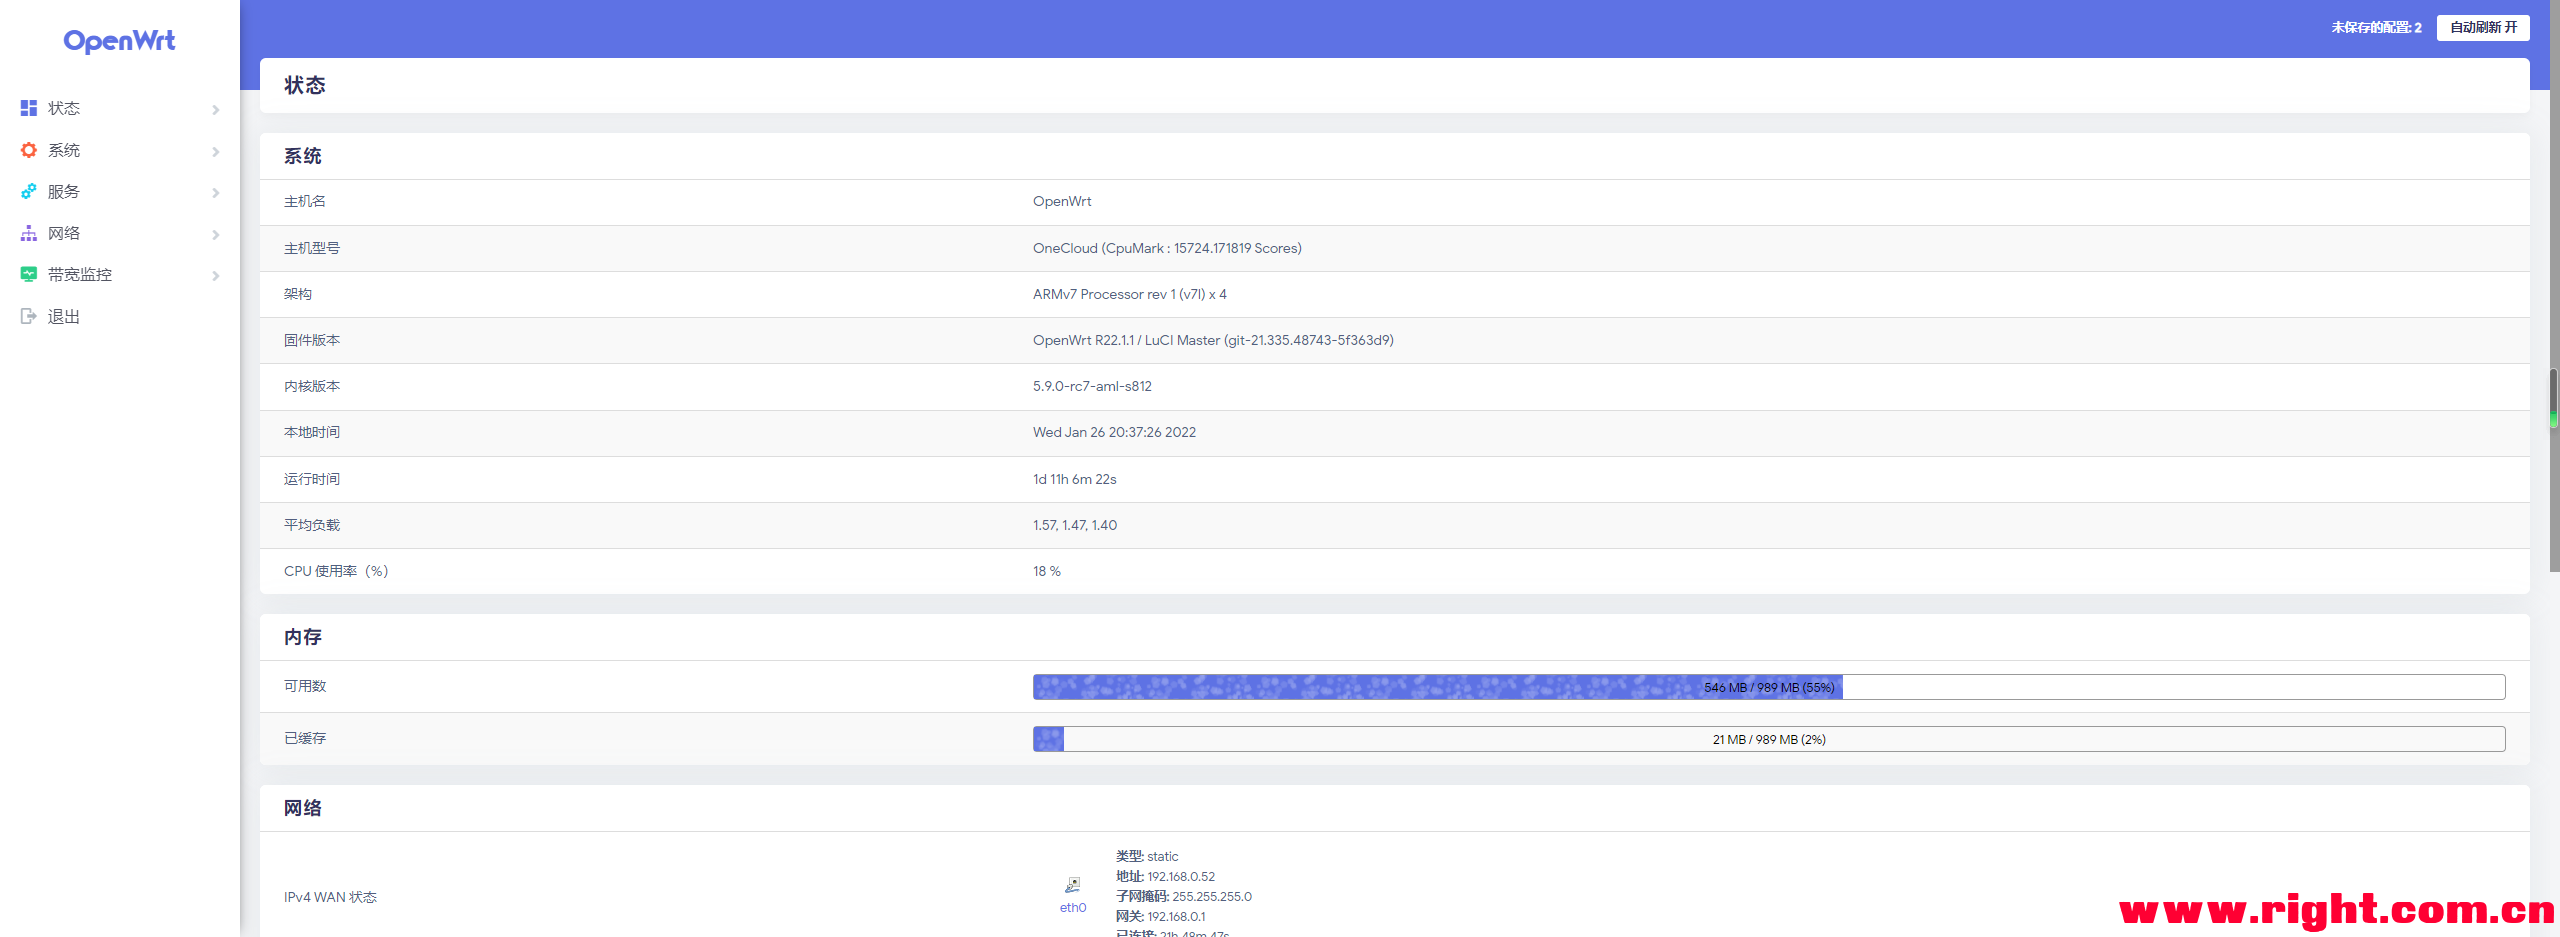 OpenWrt
状态
系统
服务
网络
带宽监控
退出
未保存的配置: 2
自动刷新 开
状态
系统
主机名 OpenWrt
主机型号 OneCloud (CpuMark : 15724.171819 Scores)
架构 ARMv7 Processor rev 1 (v7l) x 4
固件版本 OpenWrt R22.1.1 / LuCI Master (git-21.335.48743-5f363d9)
内核版本 5.9.0-rc7-aml-s812
本地时间 Wed Jan 26 20:37:26 2022
运行时间 1d 11h 6m 22s
平均负载 1.57, 1.47, 1.40
CPU 使用率（%） 18 %
内存
可用数 546 MB / 989 MB (55%)
已缓存 21 MB / 989 MB (2%)
网络
IPv4 WAN 状态
eth0
类型: static
地址: 192.168.0.52
子网掩码: 255.255.255.0
网关: 192.168.0.1
已连接: 21h 48m 47s
www.right.com.cn